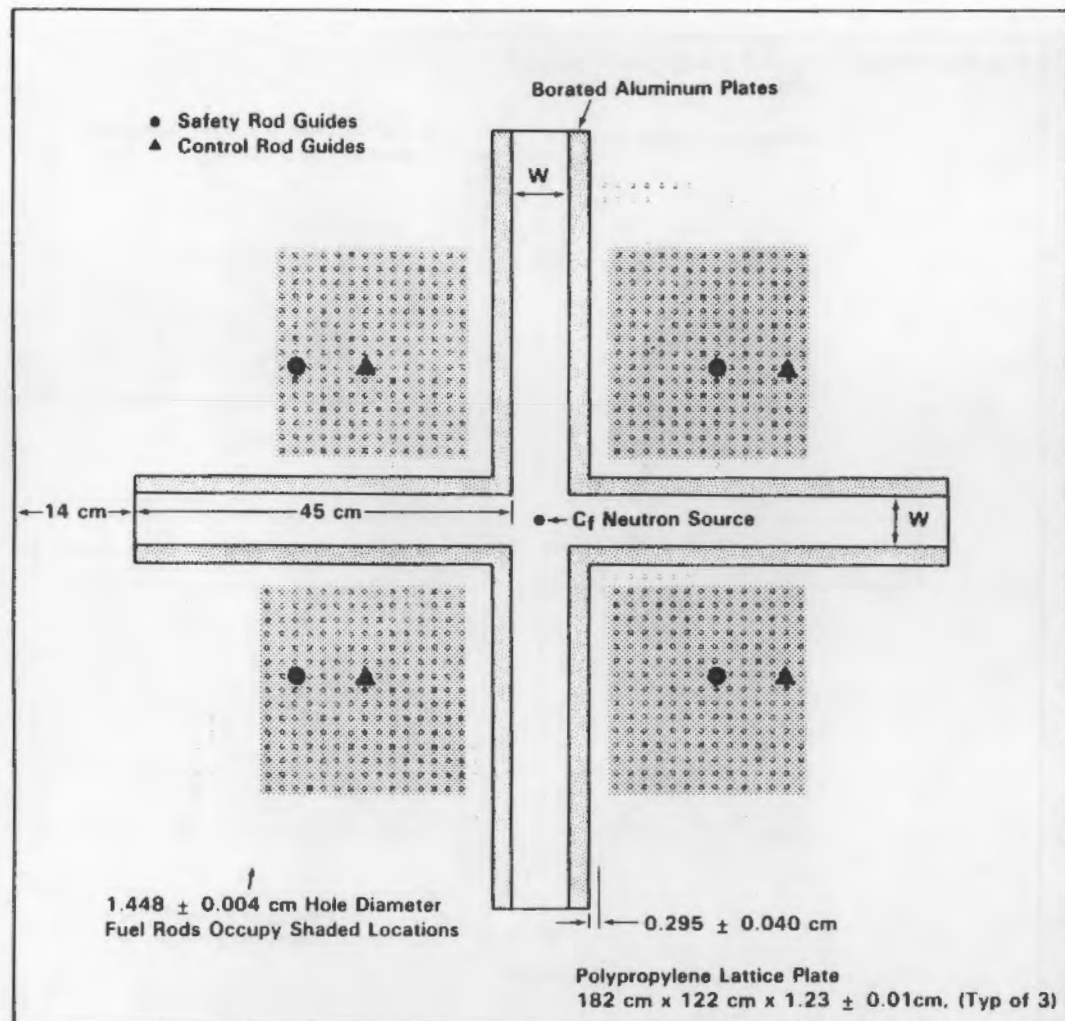 Borated Aluminum Plates
● Safety Rod Guides
▲ Control Rod Guides
W
14 cm
45 cm
Cf Neutron Source
W
1.448 ± 0.004 cm Hole Diameter
Fuel Rods Occupy Shaded Locations
0.295 ± 0.040 cm
Polypropylene Lattice Plate
182 cm x 122 cm x 1.23 ± 0.01cm, (Typ of 3)